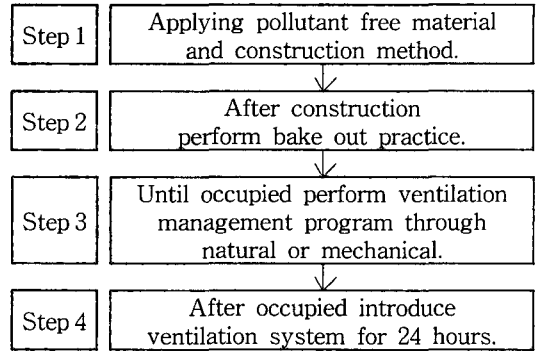 Step 1
Applying pollutant free material
and construction method.
Step 2
After construction
perform bake out practice.
Step 3
Until occupied perform ventilation
management program through
natural or mechanical.
Step 4
After occupied introduce
ventilation system for 24 hours.